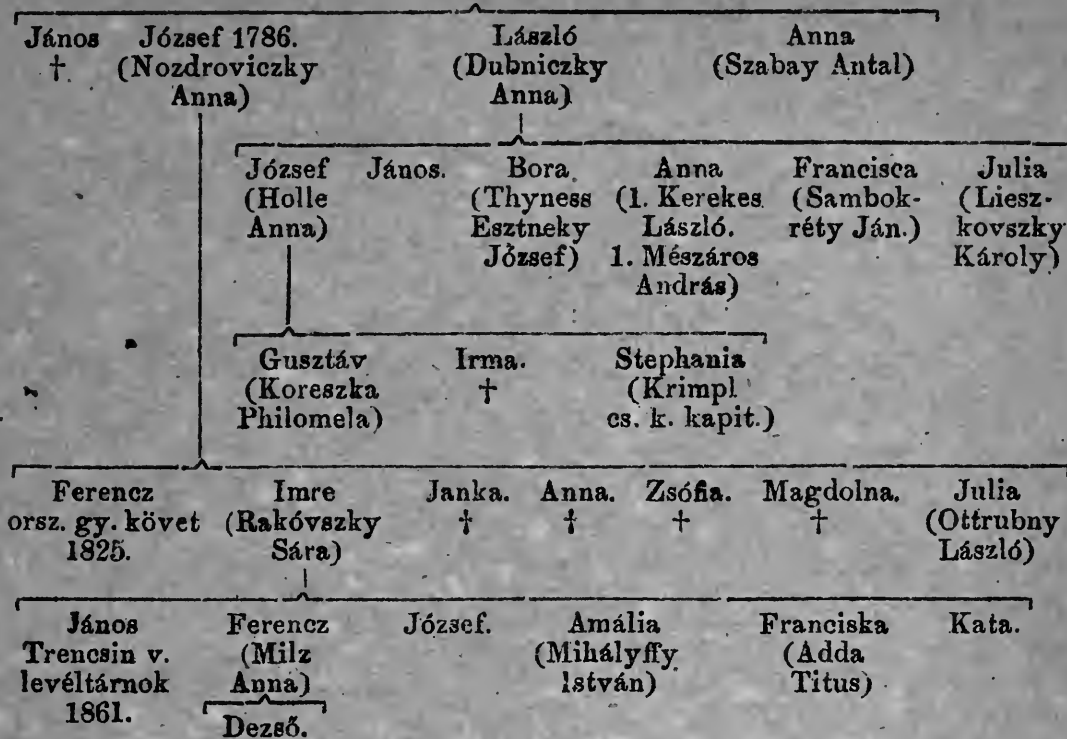 János József 1786. László Anna
† (Nozdroviczky (Dubniczky (Szabay Antal)
Anna) Anna)
József János. Bora. Anna Francisca Julia
(Holle (Thyness (1. Kerekes (Sambok- (Liesz-
Anna) Esztneky László. réty Ján.) kovszky
József) 1. Mészáros Károly)
András)
Gusztáv Irma. Stephania
(Koreszka † (Krimpl
Philomela) cs. k. kapit.)
Ferencz Imre Janka. Anna. Zsófia. Magdolna. Julia
orsz. gy. követ (Rakóvszky † † † † (Ottrubny
1825. Sára) László)
János Ferencz József. Amália Franciska Kata.
Trencsin v. (Milz (Mihályffy (Adda
levéltárnok Anna) István) Titus)
1861. Dezső.